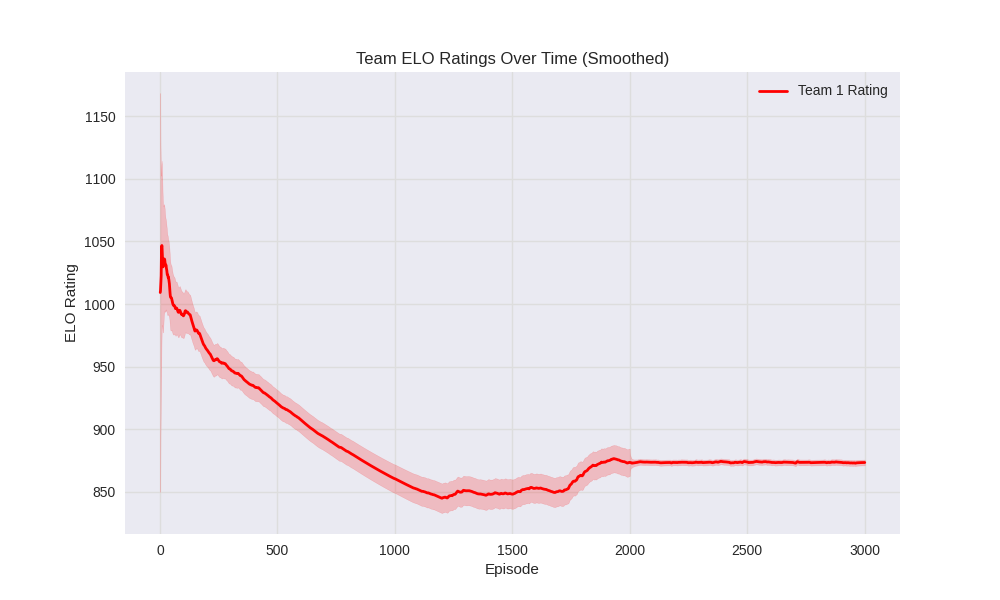 Team ELO Ratings Over Time (Smoothed)
Team 1 Rating
1150
1100
1050
1000
950
900
850
ELO Rating
0 500 1000 1500 2000 2500 3000
Episode